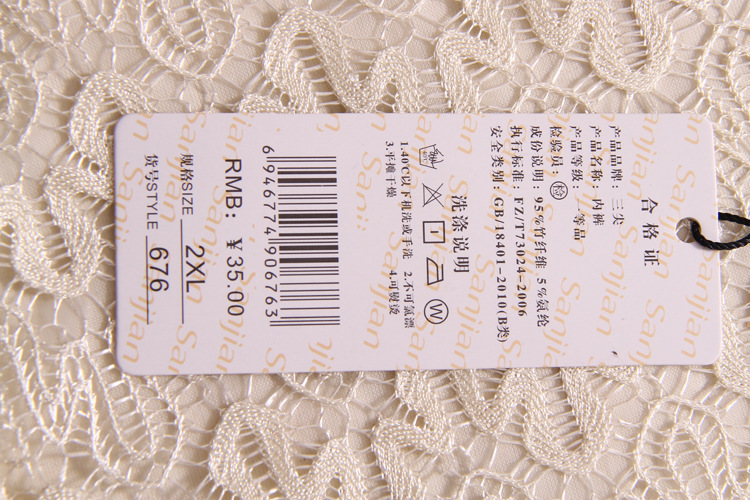 合格证
产品品牌：三尖
产品名称：内裤
产品等级：一等品
检验员：检
成份说明：95%竹纤维 5%氨纶
执行标准：FZ/T73024-2006
安全类别：GB/18401-2010(B类)
洗涤说明
1.40℃以下机洗或手洗 2.不可氯漂
3.平摊干燥 4.可熨烫
6946774906763
RMB：¥35.00
规格SIZE 2XL
货号STYLE 676
Sanjian